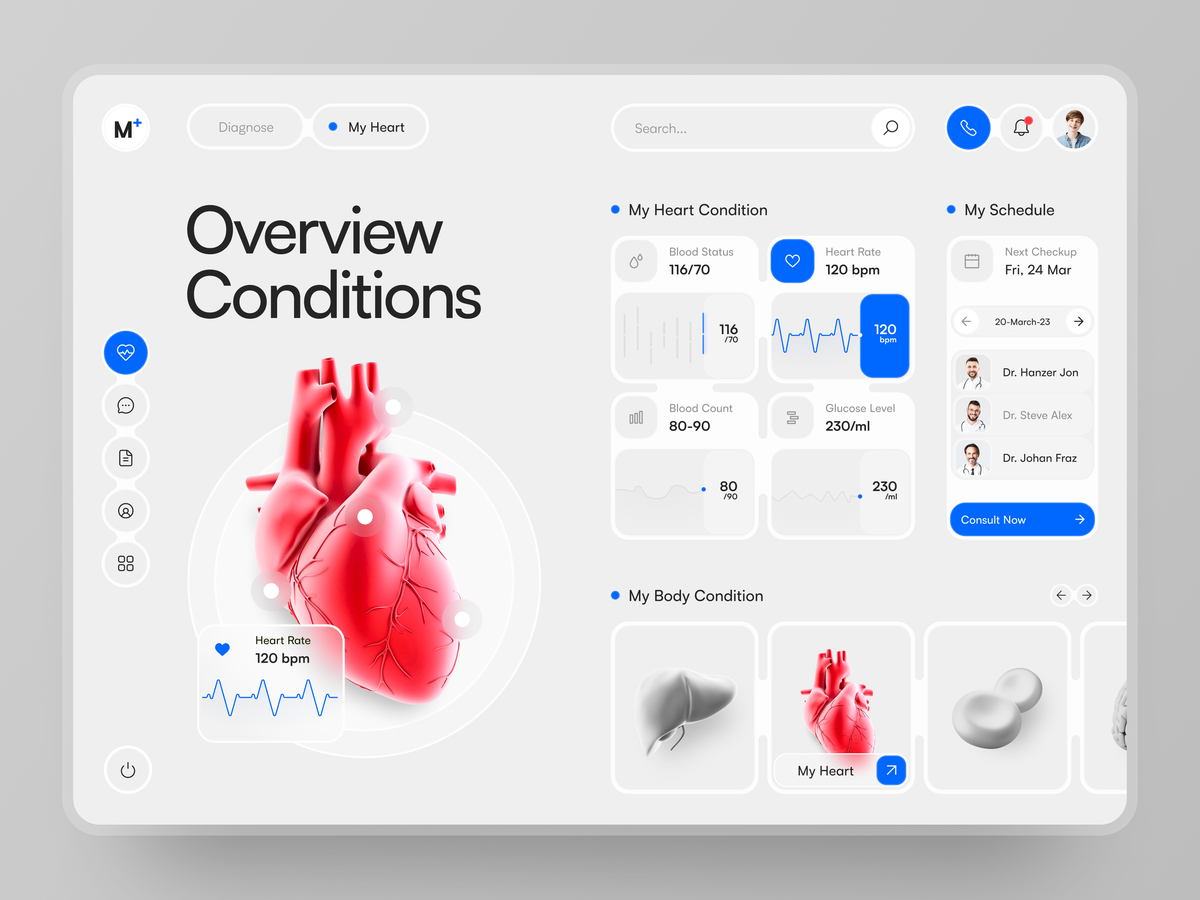 M+
Diagnose
My Heart
Search...
Overview
Conditions
Heart Rate
120 bpm
My Heart Condition
Blood Status
116/70
116
/70
Heart Rate
120 bpm
120
bpm
Blood Count
80-90
80
/90
Glucose Level
230/ml
230
/ml
My Schedule
Next Checkup
Fri, 24 Mar
20-March-23
Dr. Hanzer Jon
Dr. Steve Alex
Dr. Johan Fraz
Consult Now
My Body Condition
My Heart